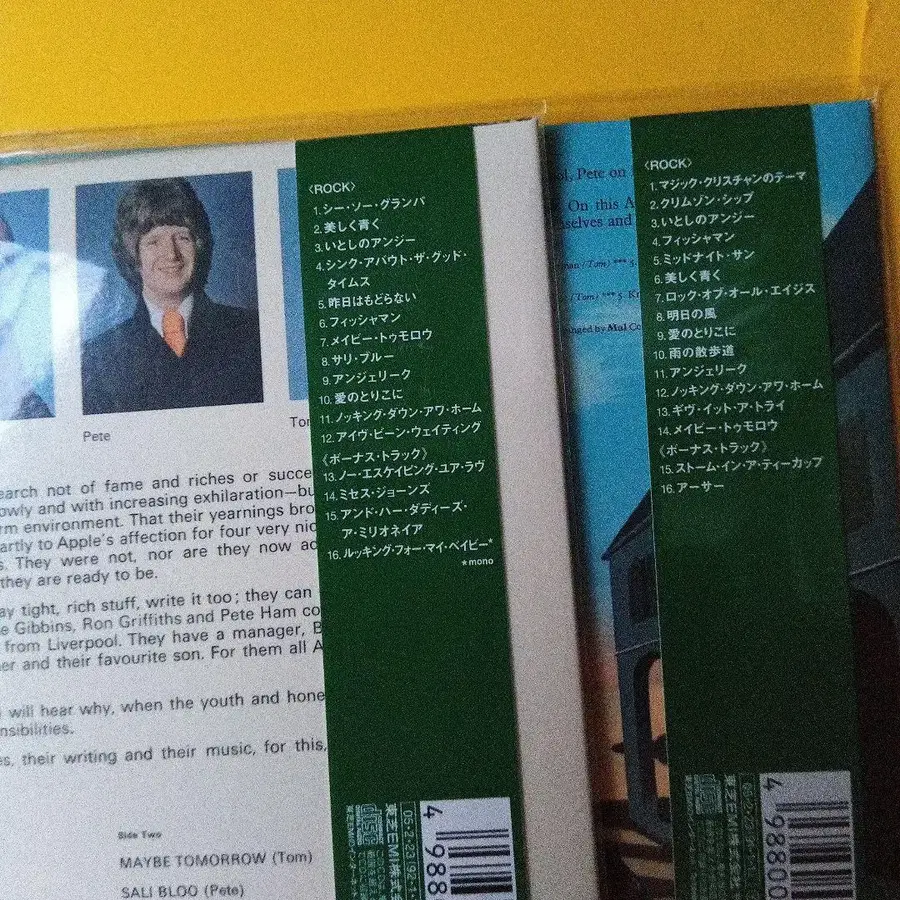 Pete
Tom
earch not of fame and riches or succe
owly and with increasing exhilaration—bu
rm environment. That their yearnings bro
artly to Apple's affection for four very nic
s. They were not, nor are they now ac
they are ready to be.
ay tight, rich stuff, write it too; they can
e Gibbins, Ron Griffiths and Pete Ham co
from Liverpool. They have a manager, B
er and their favourite son. For them all A
will hear why, when the youth and hone
nsibilities.
es, their writing and their music, for this,
Side Two
MAYBE TOMORROW (Tom)
SALI BLOO (Pete)
〈ROCK〉
1.シー・ソー・グランパ
2.美しく青く
3.いとしのアンジー
4.シンク・アバウト・ザ・グッド・
タイムス
5.昨日はもどらない
6.フィッシャマン
7.メイビー・トゥモロウ
8.サリ・ブルー
9.アンジェリーク
10.愛のとりこに
11.ノッキング・ダウン・アワ・ホーム
12.アイヴ・ビーン・ウェイティング
《ボーナス・トラック》
13.ノー・エスケイピング・ユア・ラヴ
14.ミセス・ジョーンズ
15.アンド・ハー・ダディーズ・
ア・ミリオネイア
16.ルッキング・フォー・マイ・ベイビー*
*mono
東芝EMI株式
4 988
ol, Pete on
On this A
selves and
man (Tom) *** 5.
(Tom) *** 5. Kn
anged by Mal Co
〈ROCK〉
1.マジック・クリスチャンのテーマ
2.クリムゾン・シップ
3.いとしのアンジー
4.フィッシャマン
5.ミッドナイト・サン
6.美しく青く
7.ロック・オブ・オール・エイジス
8.明日の風
9.愛のとりこに
10.雨の散歩道
11.アンジェリーク
12.ノッキング・ダウン・アワ・ホーム
13.ギヴ・イット・ア・トライ
14.メイビー・トゥモロウ
《ボーナス・トラック》
15.ストーム・イン・ア・ティーカップ
16.アーサー
東芝EMI株式会社
4 98800